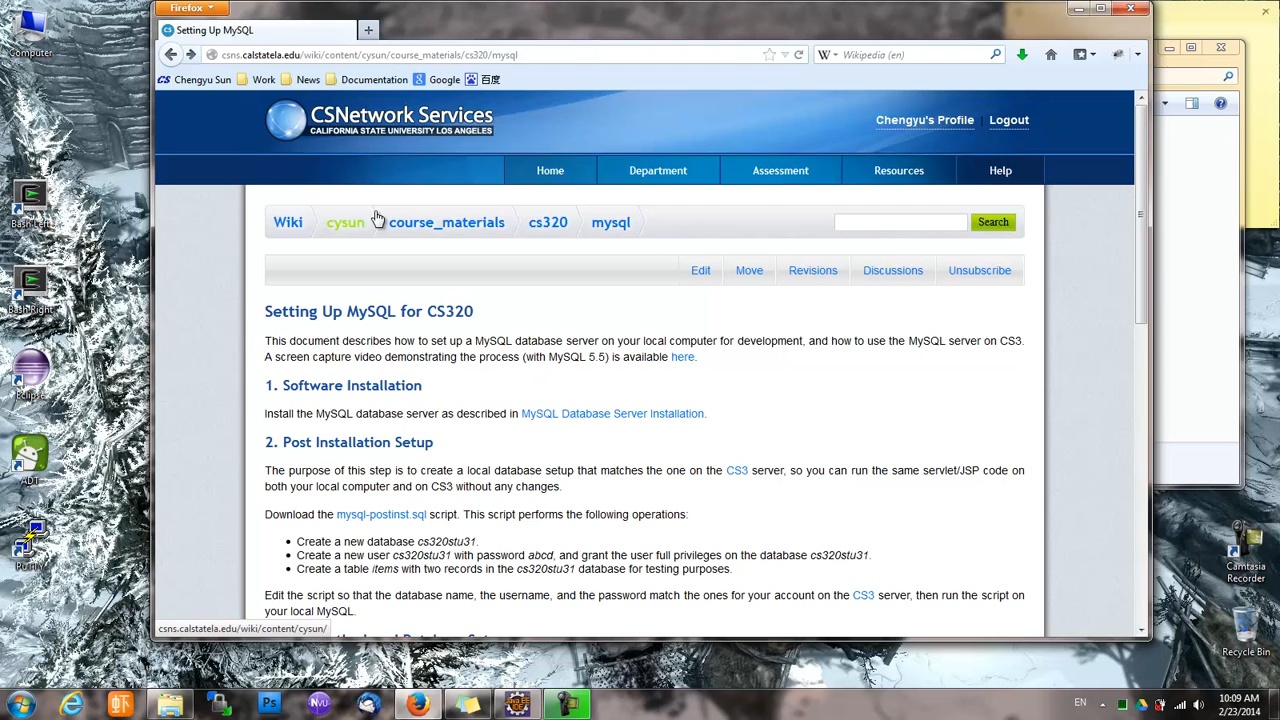 Firefox
Setting Up MySQL
csns.calstatela.edu/wiki/content/cysun/course_materials/cs320/mysql
Wikipedia (en)
Chengyu Sun
Work
News
Documentation
Google
百度
CSNetwork Services
CALIFORNIA STATE UNIVERSITY LOS ANGELES
Chengyu's Profile
Logout
Home
Department
Assessment
Resources
Help
Wiki
cysun
course_materials
cs320
mysql
Search
Edit
Move
Revisions
Discussions
Unsubscribe
Setting Up MySQL for CS320
This document describes how to set up a MySQL database server on your local computer for development, and how to use the MySQL server on CS3.
A screen capture video demonstrating the process (with MySQL 5.5) is available here.
1. Software Installation
Install the MySQL database server as described in MySQL Database Server Installation.
2. Post Installation Setup
The purpose of this step is to create a local database setup that matches the one on the CS3 server, so you can run the same servlet/JSP code on
both your local computer and on CS3 without any changes.
Download the mysql-postinst.sql script. This script performs the following operations:
Create a new database cs320stu31.
Create a new user cs320stu31 with password abcd, and grant the user full privileges on the database cs320stu31.
Create a table items with two records in the cs320stu31 database for testing purposes.
Edit the script so that the database name, the username, and the password match the ones for your account on the CS3 server, then run the script on
your local MySQL.
csns.calstatela.edu/wiki/content/cysun/
Computer
Bash Left
Bash Right
Eclipse
ADT
PuTTY
Camtasia
Recorder
Recycle Bin
EN
10:09 AM
2/23/2014